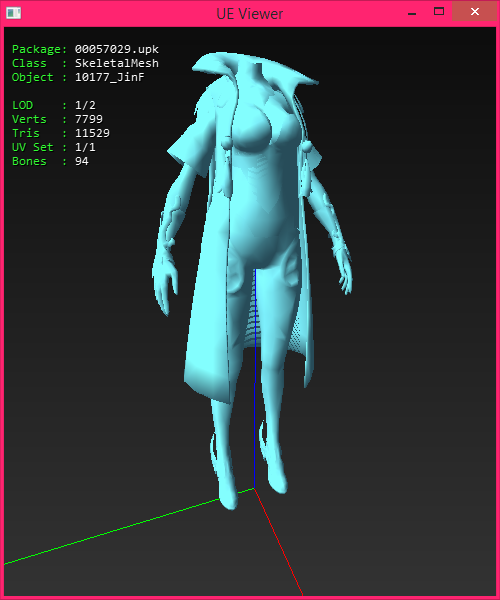 UE Viewer
Package: 00057029.upk
Class : SkeletalMesh
Object : 10177_JinF
LOD : 1/2
Verts : 7799
Tris : 11529
UV Set : 1/1
Bones : 94